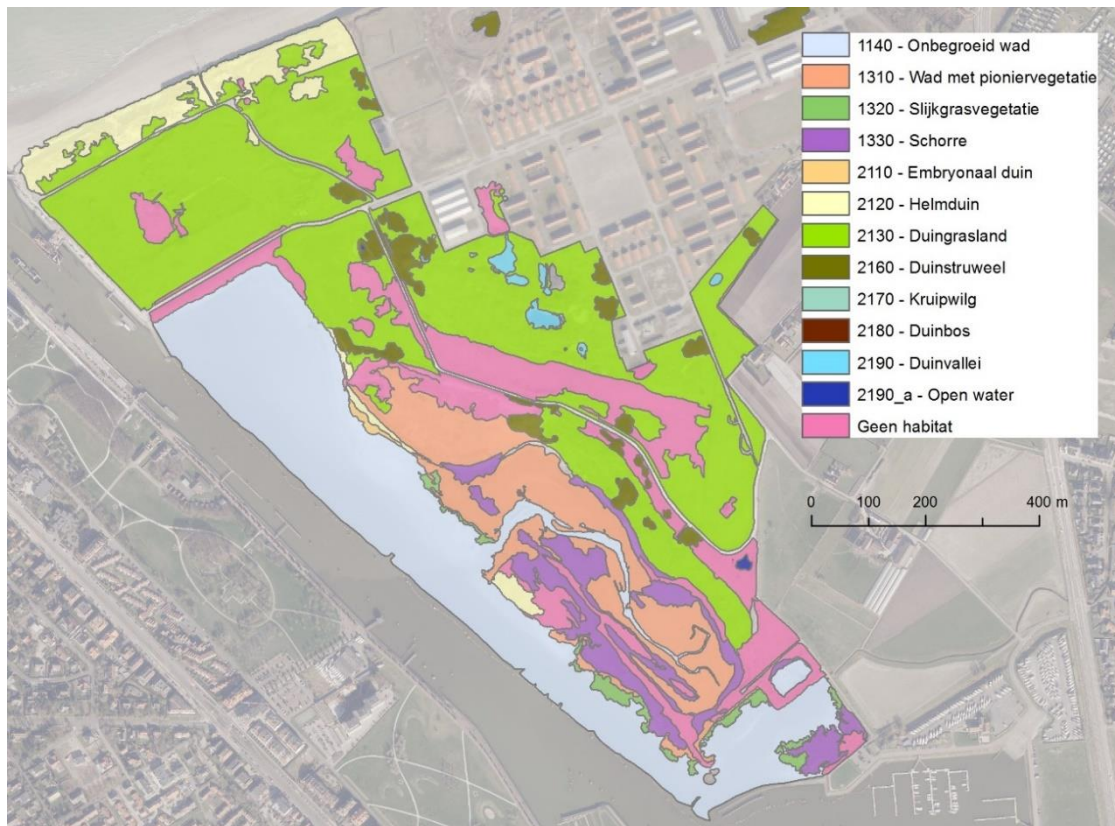 1140 - Onbegroeid wad
1310 - Wad met pioniervegetatie
1320 - Slijkgrasvegetatie
1330 - Schorre
2110 - Embryonaal duin
2120 - Helmduin
2130 - Duingrasland
2160 - Duinstruweel
2170 - Kruipwilg
2180 - Duinbos
2190 - Duinvallei
2190_a - Open water
Geen habitat
0 100 200 400 m